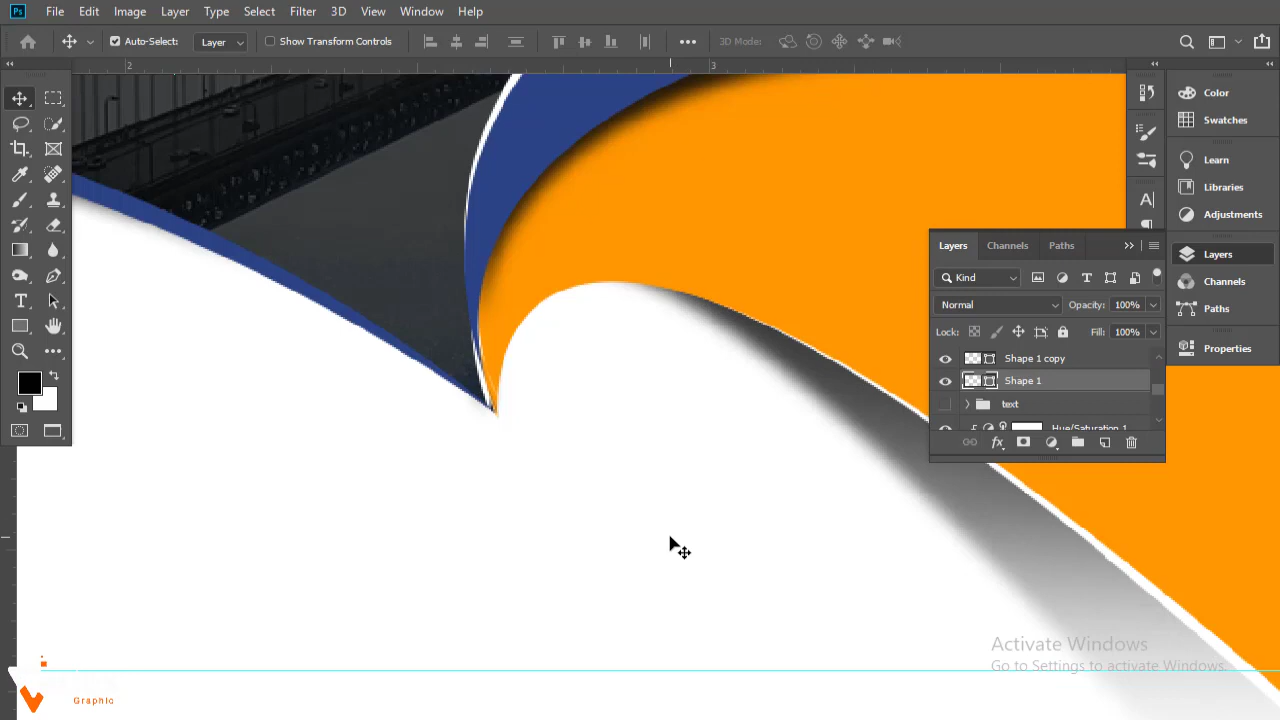 Ps File Edit Image Layer Type Select Filter 3D View Window Help
Auto-Select: Layer Show Transform Controls 3D Mode:
2 3
Color
Swatches
Learn
Libraries
Adjustments
Layers
Channels
Paths
Properties
Layers Channels Paths
Kind
Normal Opacity: 100%
Lock: Fill: 100%
Shape 1 copy
Shape 1
text
Hue/Saturation 1
fx
Activate Windows
Go to Settings to activate Windows.
Graphic